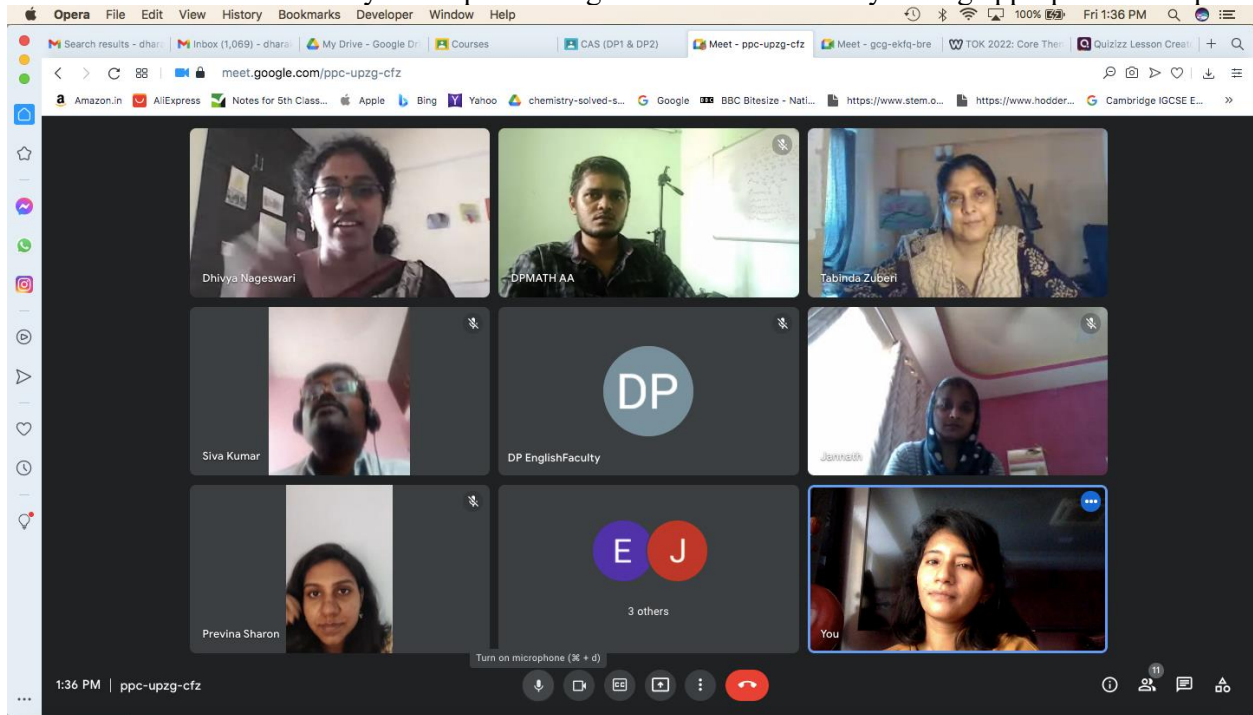 Opera File Edit View History Bookmarks Developer Window Help 100% Fri 1:36 PM
Search results - dhara Inbox (1,069) - dharal My Drive - Google Dri Courses CAS (DP1 & DP2) Meet - ppc-upzg-cfz Meet - gcg-ekfq-bre TOK 2022: Core Them Quizizz Lesson Creat
meet.google.com/ppc-upzg-cfz
Amazon.in AliExpress Notes for 5th Class... Apple Bing Yahoo chemistry-solved-s... Google BBC Bitesize - Nati... https://www.stem.o... https://www.hodder... Cambridge IGCSE E...
Dhivya Nageswari
DPMATH AA
Tabinda Zuberi
Siva Kumar
DP
DP EnglishFaculty
Jannath
Previna Sharon
E J
3 others
You
Turn on microphone (⌘ + d)
1:36 PM | ppc-upzg-cfz
CC
11